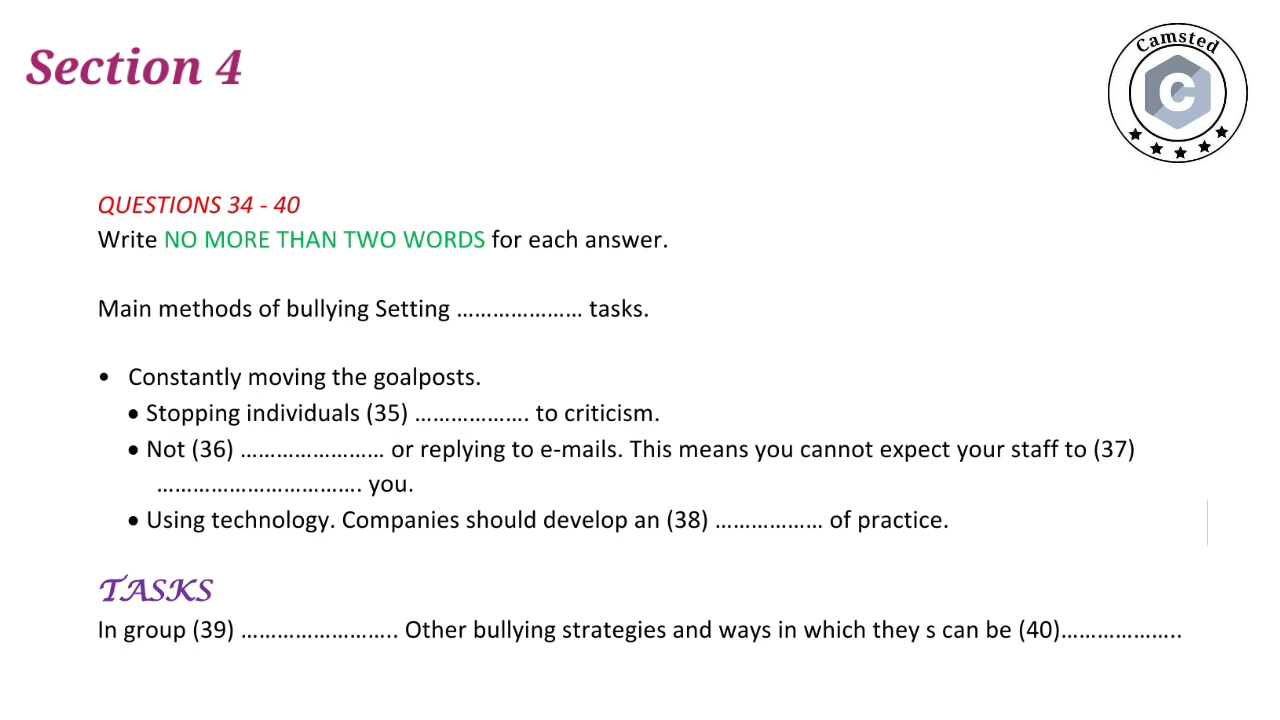 Section 4
Camsted
C
QUESTIONS 34 - 40
Write NO MORE THAN TWO WORDS for each answer.
Main methods of bullying Setting ………………… tasks.
• Constantly moving the goalposts.
• Stopping individuals (35) ………………. to criticism.
• Not (36) …………………… or replying to e-mails. This means you cannot expect your staff to (37)
……………………………. you.
• Using technology. Companies should develop an (38) ……………… of practice.
TASKS
In group (39) …………………….. Other bullying strategies and ways in which they s can be (40)………………..